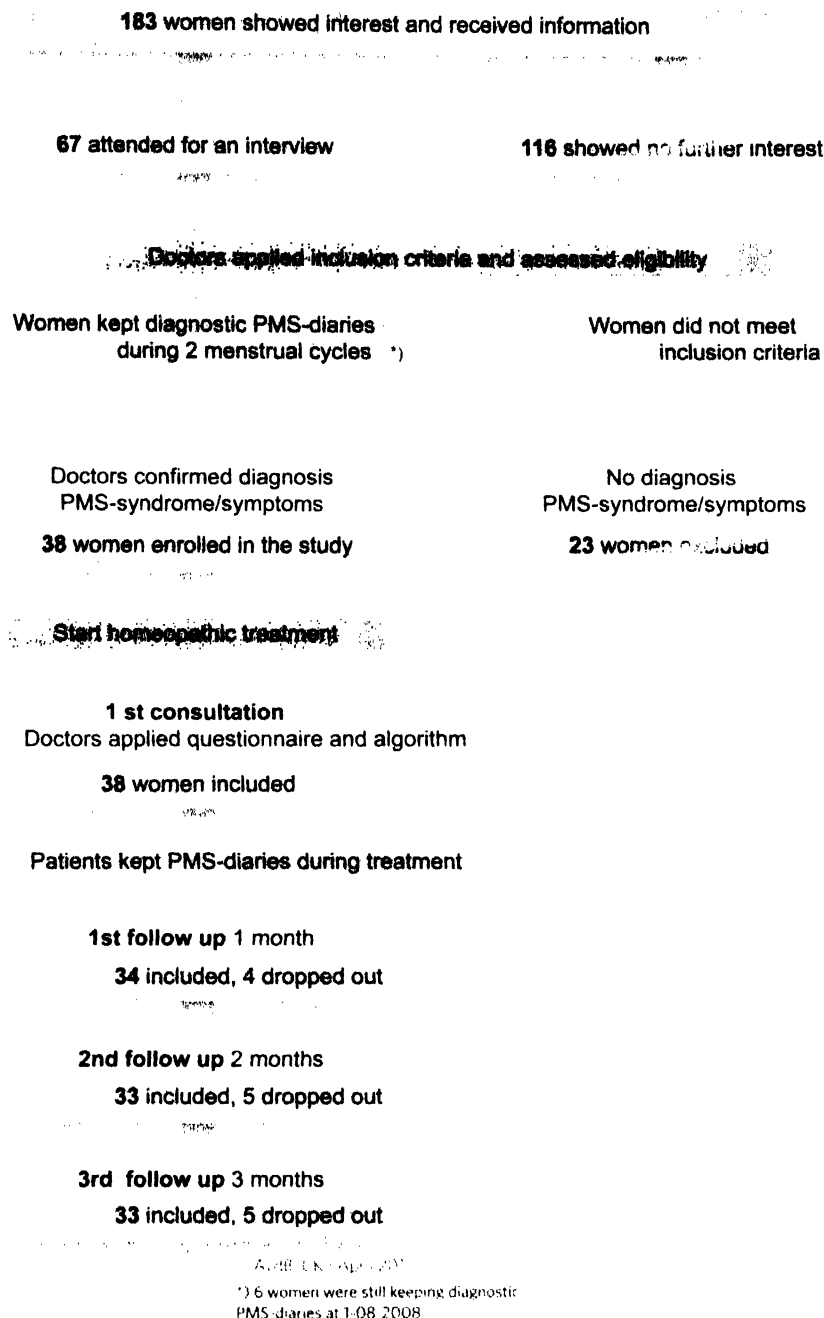 183 women showed interest and received information
67 attended for an interview
116 showed no further interest
Doctors applied inclusion criteria and assessed eligibility
Women kept diagnostic PMS-diaries
during 2 menstrual cycles *)
Women did not meet
inclusion criteria
Doctors confirmed diagnosis
PMS-syndrome/symptoms
38 women enrolled in the study
No diagnosis
PMS-syndrome/symptoms
23 women excluded
Start homeopathic treatment
1 st consultation
Doctors applied questionnaire and algorithm
38 women included
Patients kept PMS-diaries during treatment
1st follow up 1 month
34 included, 4 dropped out
2nd follow up 2 months
33 included, 5 dropped out
3rd follow up 3 months
33 included, 5 dropped out
*) 6 women were still keeping diagnostic
PMS-diaries at 1-08-2008